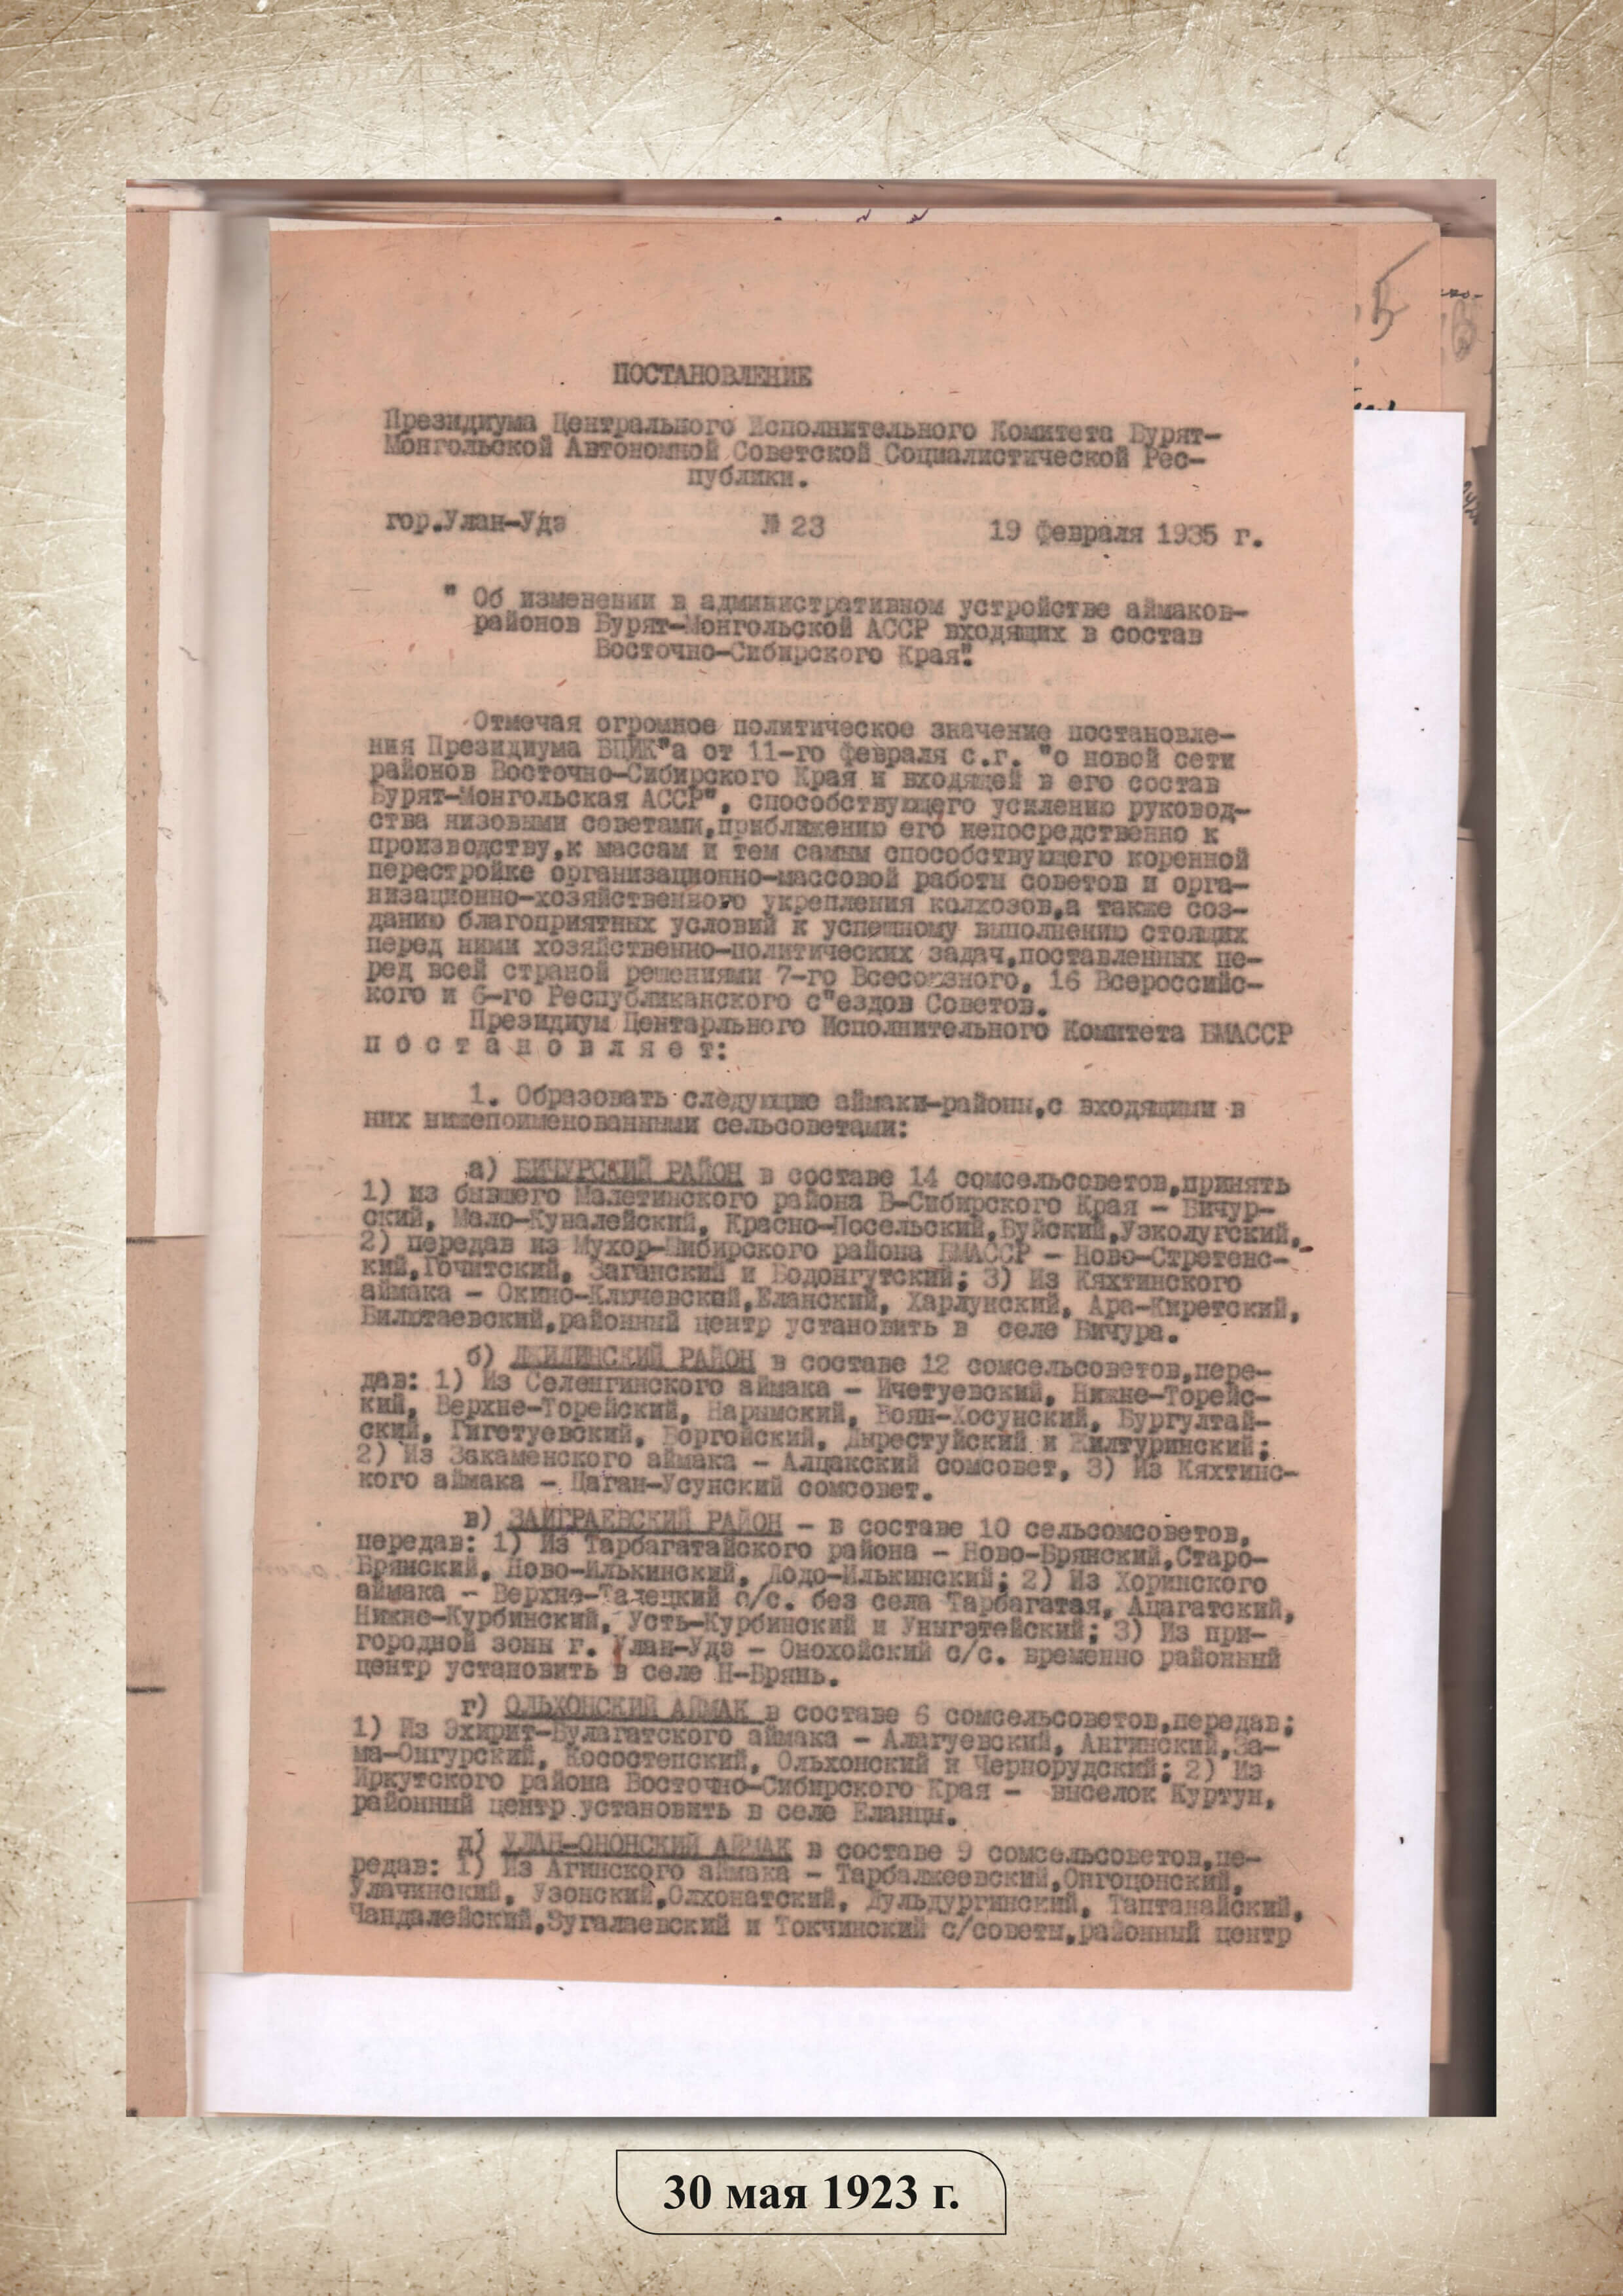 ПОСТАНОВЛЕНИЕ
Президиума Центрального Исполнительного Комитета Бурят-
Монгольской Автономной Советской Социалистической Рес-
публики.
гор.Улан-Удэ № 23 19 февраля 1935 г.
" Об изменении в административном устройстве аймаков-
районов Бурят-Монгольской АССР входящих в состав
Восточно-Сибирского Края".
Отмечая огромное политическое значение постановле-
ния Президиума ВЦИК"а от 11-го февраля с.г. "о новой сети
районов Восточно-Сибирского Края и входящей в его состав
Бурят-Монгольская АССР", способствующего усилению руковод-
ства низовыми советами,приближению его непосредственно к
производству,к массам и тем самым способствующего коренной
перестройке организационно-массовой работы советов и орга-
низационно-хозяйственного укрепления колхозов,а также соз-
данию благоприятных условий к успешному выполнению стоящих
перед ними хозяйственно-политических задач,поставленных пе-
ред всей страной решениями 7-го Всесоюзного, 16 Всероссийс-
кого и 6-го Республиканского с"ездов Советов.
Президиум Центарльного Исполнительного Комитета БМАССР
п о с т а н о в л я е т:
1. Образовать следующие аймаки-районы,с входящими в
них нижепоименованными сельсоветами:
а) БИЧУРСКИЙ РАЙОН в составе 14 сомсельсоветов,принять
1) из бывшего Малетинского района В-Сибирского Края - Бичур-
ский, Мало-Куналейский, Красно-Посельский,Буйский,Узколугский,
2) передав из Мухор-Шибирского района БМАССР - Ново-Стретенс-
кий,Гочитский, Заганский и Бодонгутский; 3) Из Кяхтинского
аймака - Окино-Ключевский,Еланский, Харлунский, Ара-Киретский,
Билютаевский,районный центр установить в селе Бичура.
б) ДЖИДИНСКИЙ РАЙОН в составе 12 сомсельсоветов,пере-
дав: 1) Из Селенгинского аймака - Ичетуевский, Нижне-Торейс-
кий, Верхне-Торейский, Нарымский, Боян-Хосунский, Бургултай-
ский, Гигетуевский, Боргойский, Дырестуйский и Жилтуринский;
2) Из Закаменского аймака - Алцакский сомсовет, 3) Из Кяхтинс-
кого аймака - Цаган-Усунский сомсовет.
в) ЗАИГРАЕВСКИЙ РАЙОН - в составе 10 сельсомсоветов,
передав: 1) Из Тарбагатайского района - Ново-Брянский,Старо-
Брянский, Ново-Илькинский, Додо-Илькинский; 2) Из Хоринского
аймака - Верхне-Талецкий с/с. без села Тарбагатая, Ацагатский,
Нижне-Курбинский, Усть-Курбинский и Уныгэтейский; 3) Из при-
городной зоны г. Улан-Удэ - Онохойский с/с. временно районный
центр установить в селе Н-Брянь.
г) ОЛЬХОНСКИЙ АЙМАК в составе 6 сомсельсоветов,передав;
1) Из Эхирит-Булагатского аймака - Алагуевский, Ангинский,За-
ма-Онгурский, Косостепский, Ольхонский и Чернорудский; 2) Из
Иркутского района Восточно-Сибирского Края - выселок Куртун,
районный центр установить в селе Еланцы.
д) УЛАН-ОНОНСКИЙ АЙМАК в составе 9 сомсельсоветов,пе-
редав: 1) Из Агинского аймака - Тарбалжеевский,Онгоцонский,
Улачинский, Узонский,Олхонатский, Дульдургинский, Таптанайский,
Чандалейский,Зугалаевский и Токчинский с/советы,районный центр
30 мая 1923 г.